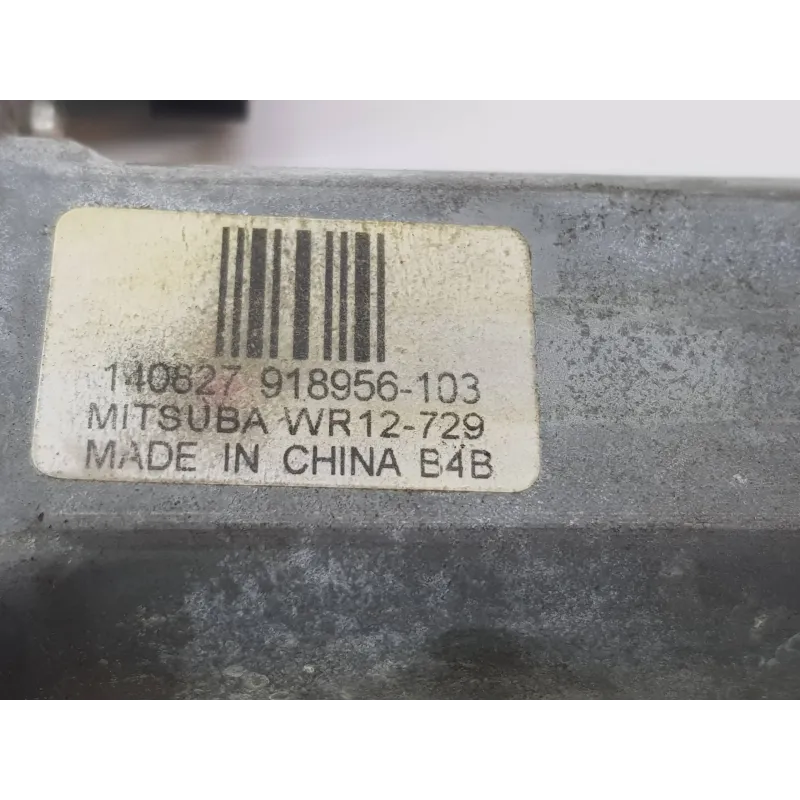 140827 918956-103
MITSUBA WR12-729
MADE IN CHINA B4B